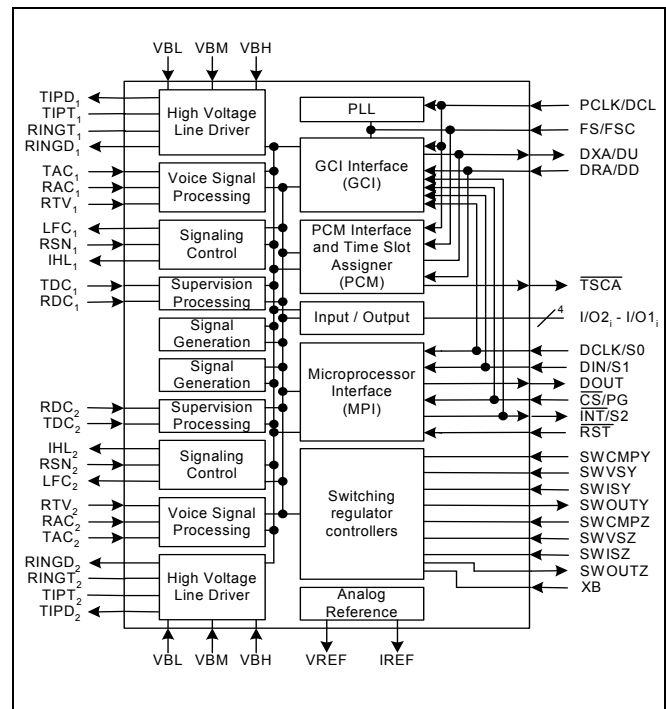 VBL VBM VBH
TIPD1
TIPT1
RINGT1
RINGD1
High Voltage
Line Driver
TAC1
RAC1
RTV1
Voice Signal
Processing
LFC1
RSN1
IHL1
Signaling
Control
TDC1
RDC1
Supervision
Processing
Signal
Generation
Signal
Generation
RDC2
TDC2
Supervision
Processing
IHL2
RSN2
LFC2
Signaling
Control
RTV2
RAC2
TAC2
Voice Signal
Processing
RINGD2
RINGT2
TIPT2
TIPD2
High Voltage
Line Driver
VBL VBM VBH
PLL
GCI Interface
(GCI)
PCM Interface
and Time Slot
Assigner
(PCM)
Input / Output
Microprocessor
Interface
(MPI)
Switching
regulator
controllers
Analog
Reference
VREF IREF
PCLK/DCL
FS/FSC
DXA/DU
DRA/DD
TSCA
4
I/O2i - I/O1i
DCLK/S0
DIN/S1
DOUT
CS/PG
INT/S2
RST
SWCMPY
SWVSY
SWISY
SWOUTY
SWCMPZ
SWVSZ
SWISZ
SWOUTZ
XB